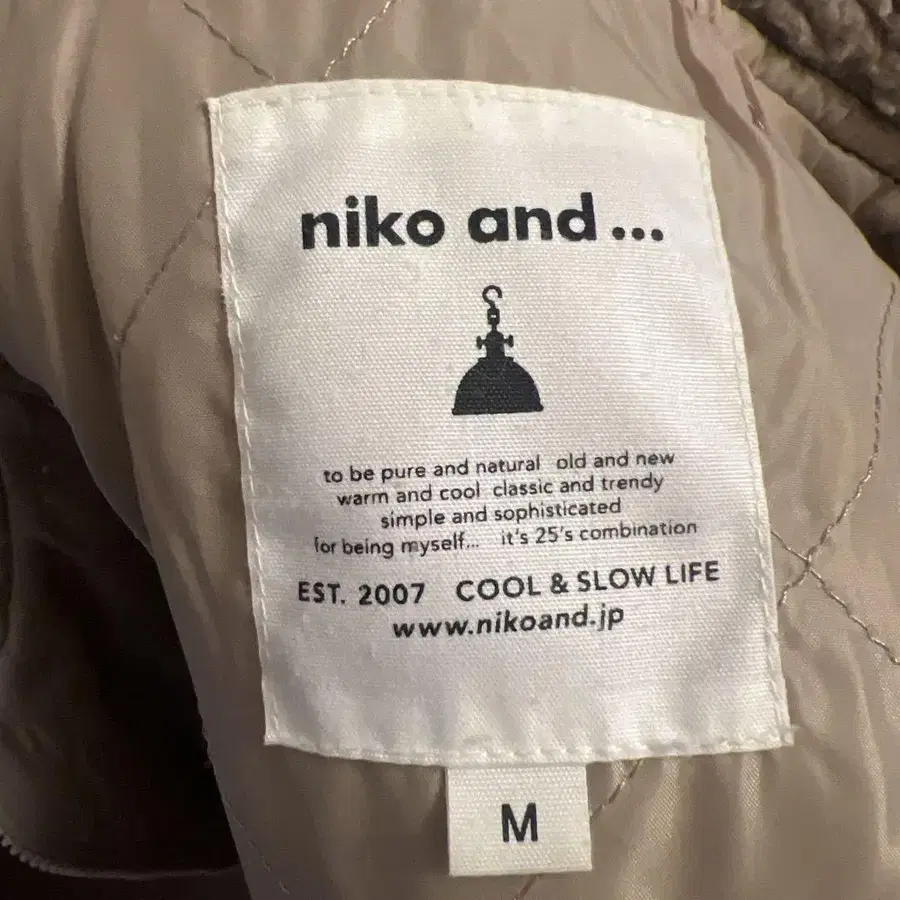 niko and ...
to be pure and natural old and new
warm and cool classic and trendy
simple and sophisticated
for being myself... it's 25's combination
EST. 2007 COOL & SLOW LIFE
www.nikoand.jp
M